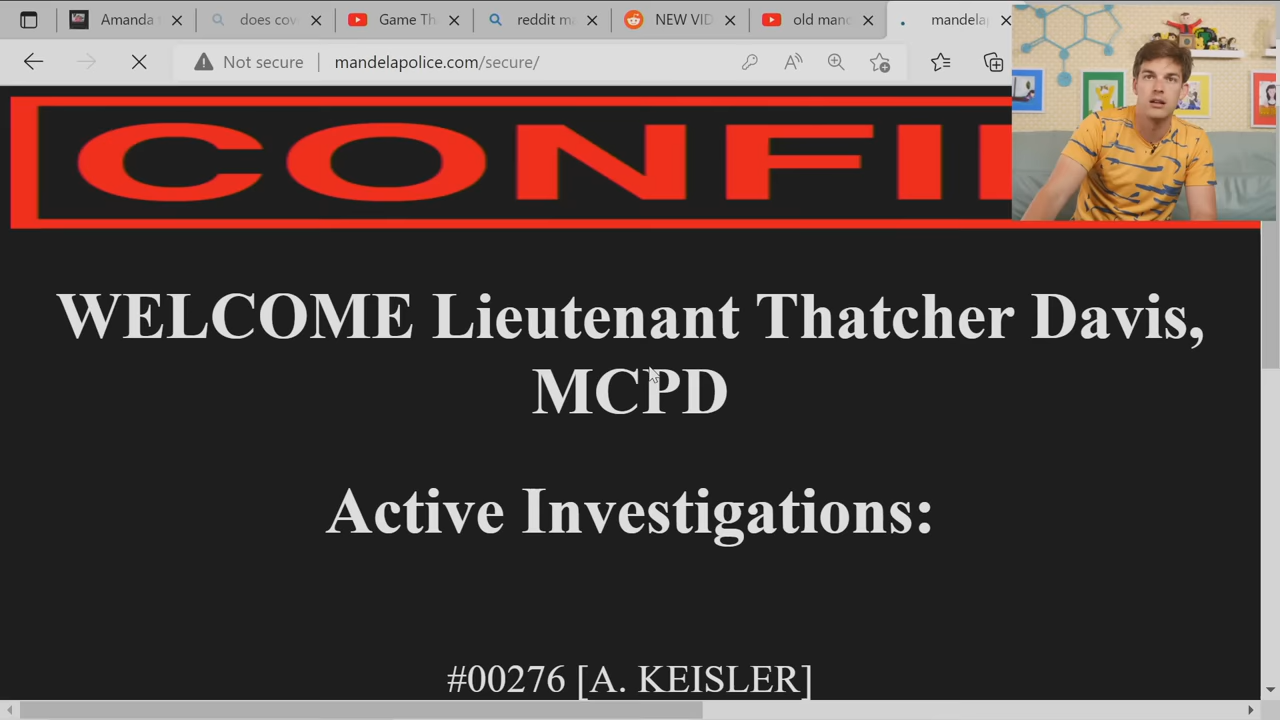 Amanda
does cov
Game Th
reddit m
NEW VID
old mand
mandela
Not secure
mandelapolice.com/secure/
CONFI
WELCOME Lieutenant Thatcher Davis,
MCPD
Active Investigations:
#00276 [A. KEISLER]